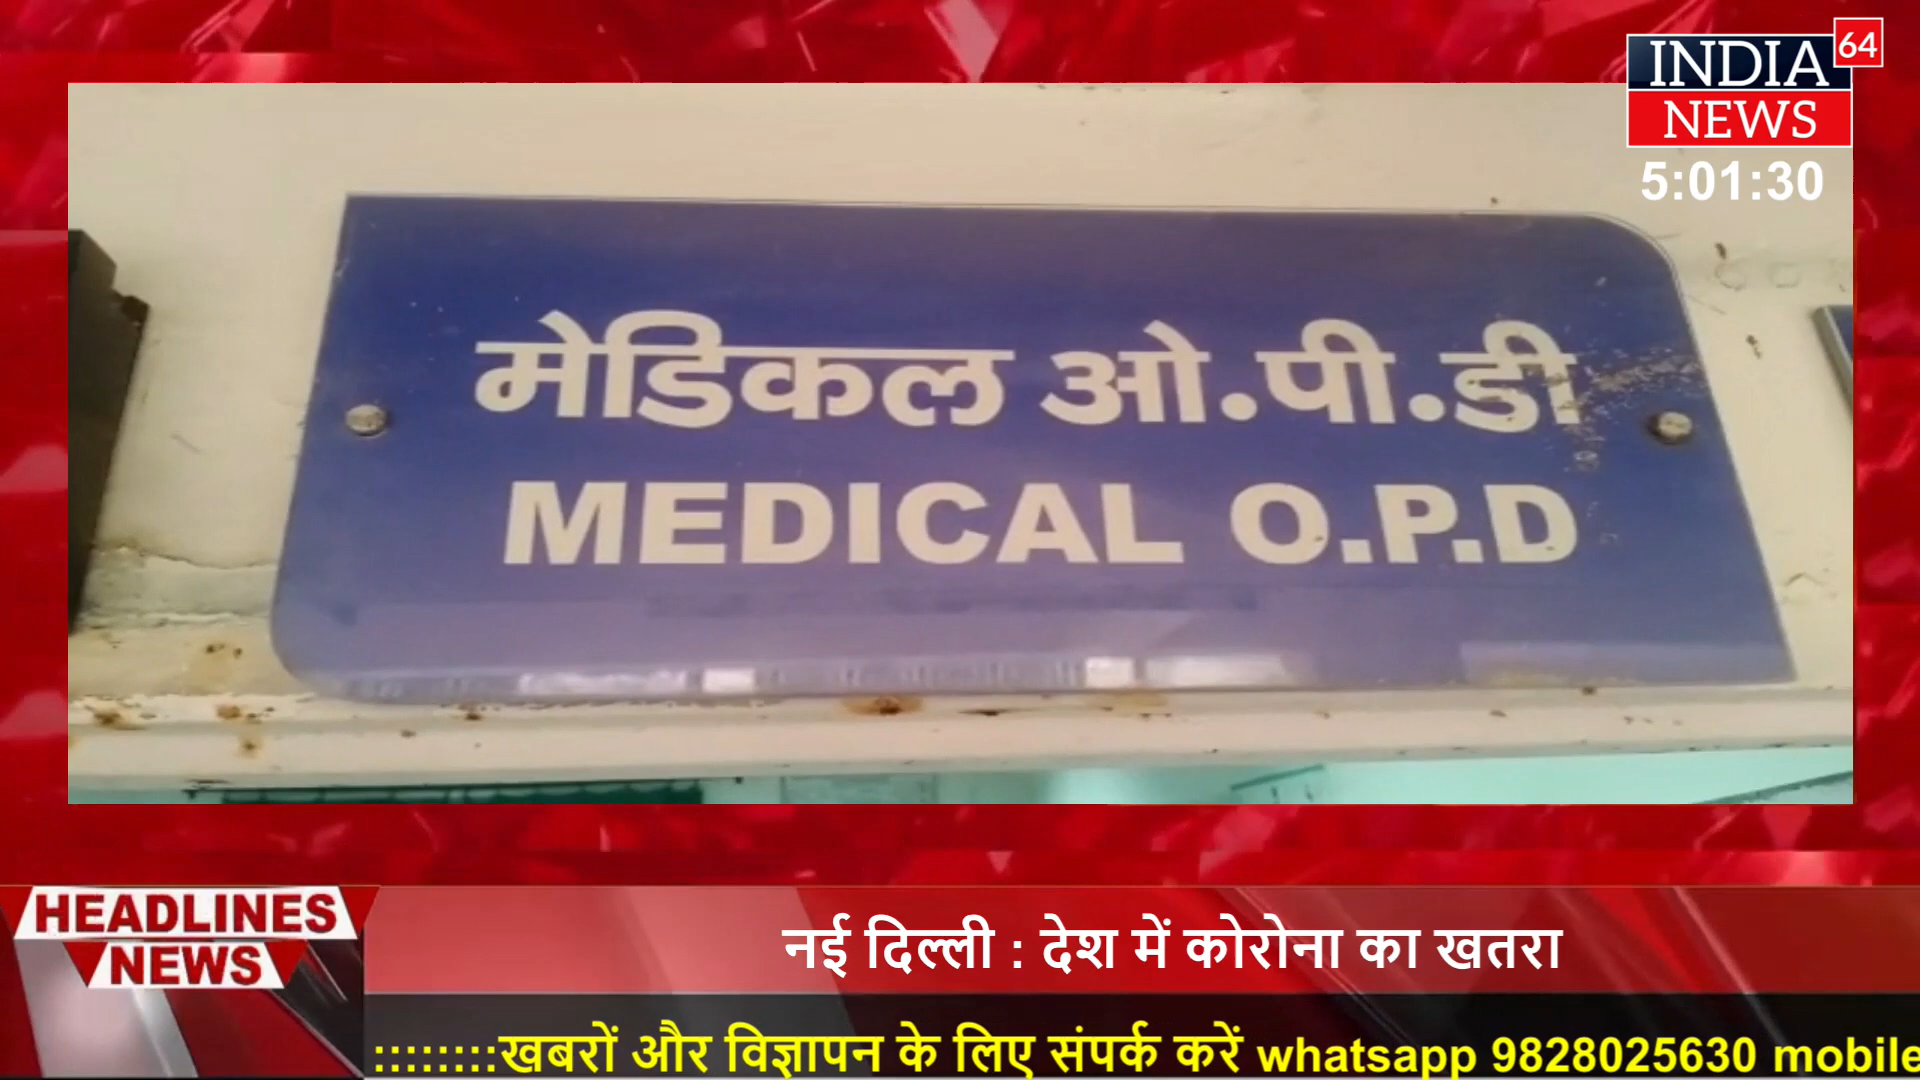 INDIA 64
NEWS
5:01:30
मेडिकल ओ.पी.डी
MEDICAL O.P.D
HEADLINES
NEWS
नई दिल्ली : देश में कोरोना का खतरा
::::::::खबरों और विज्ञापन के लिए संपर्क करें whatsapp 9828025630 mobile